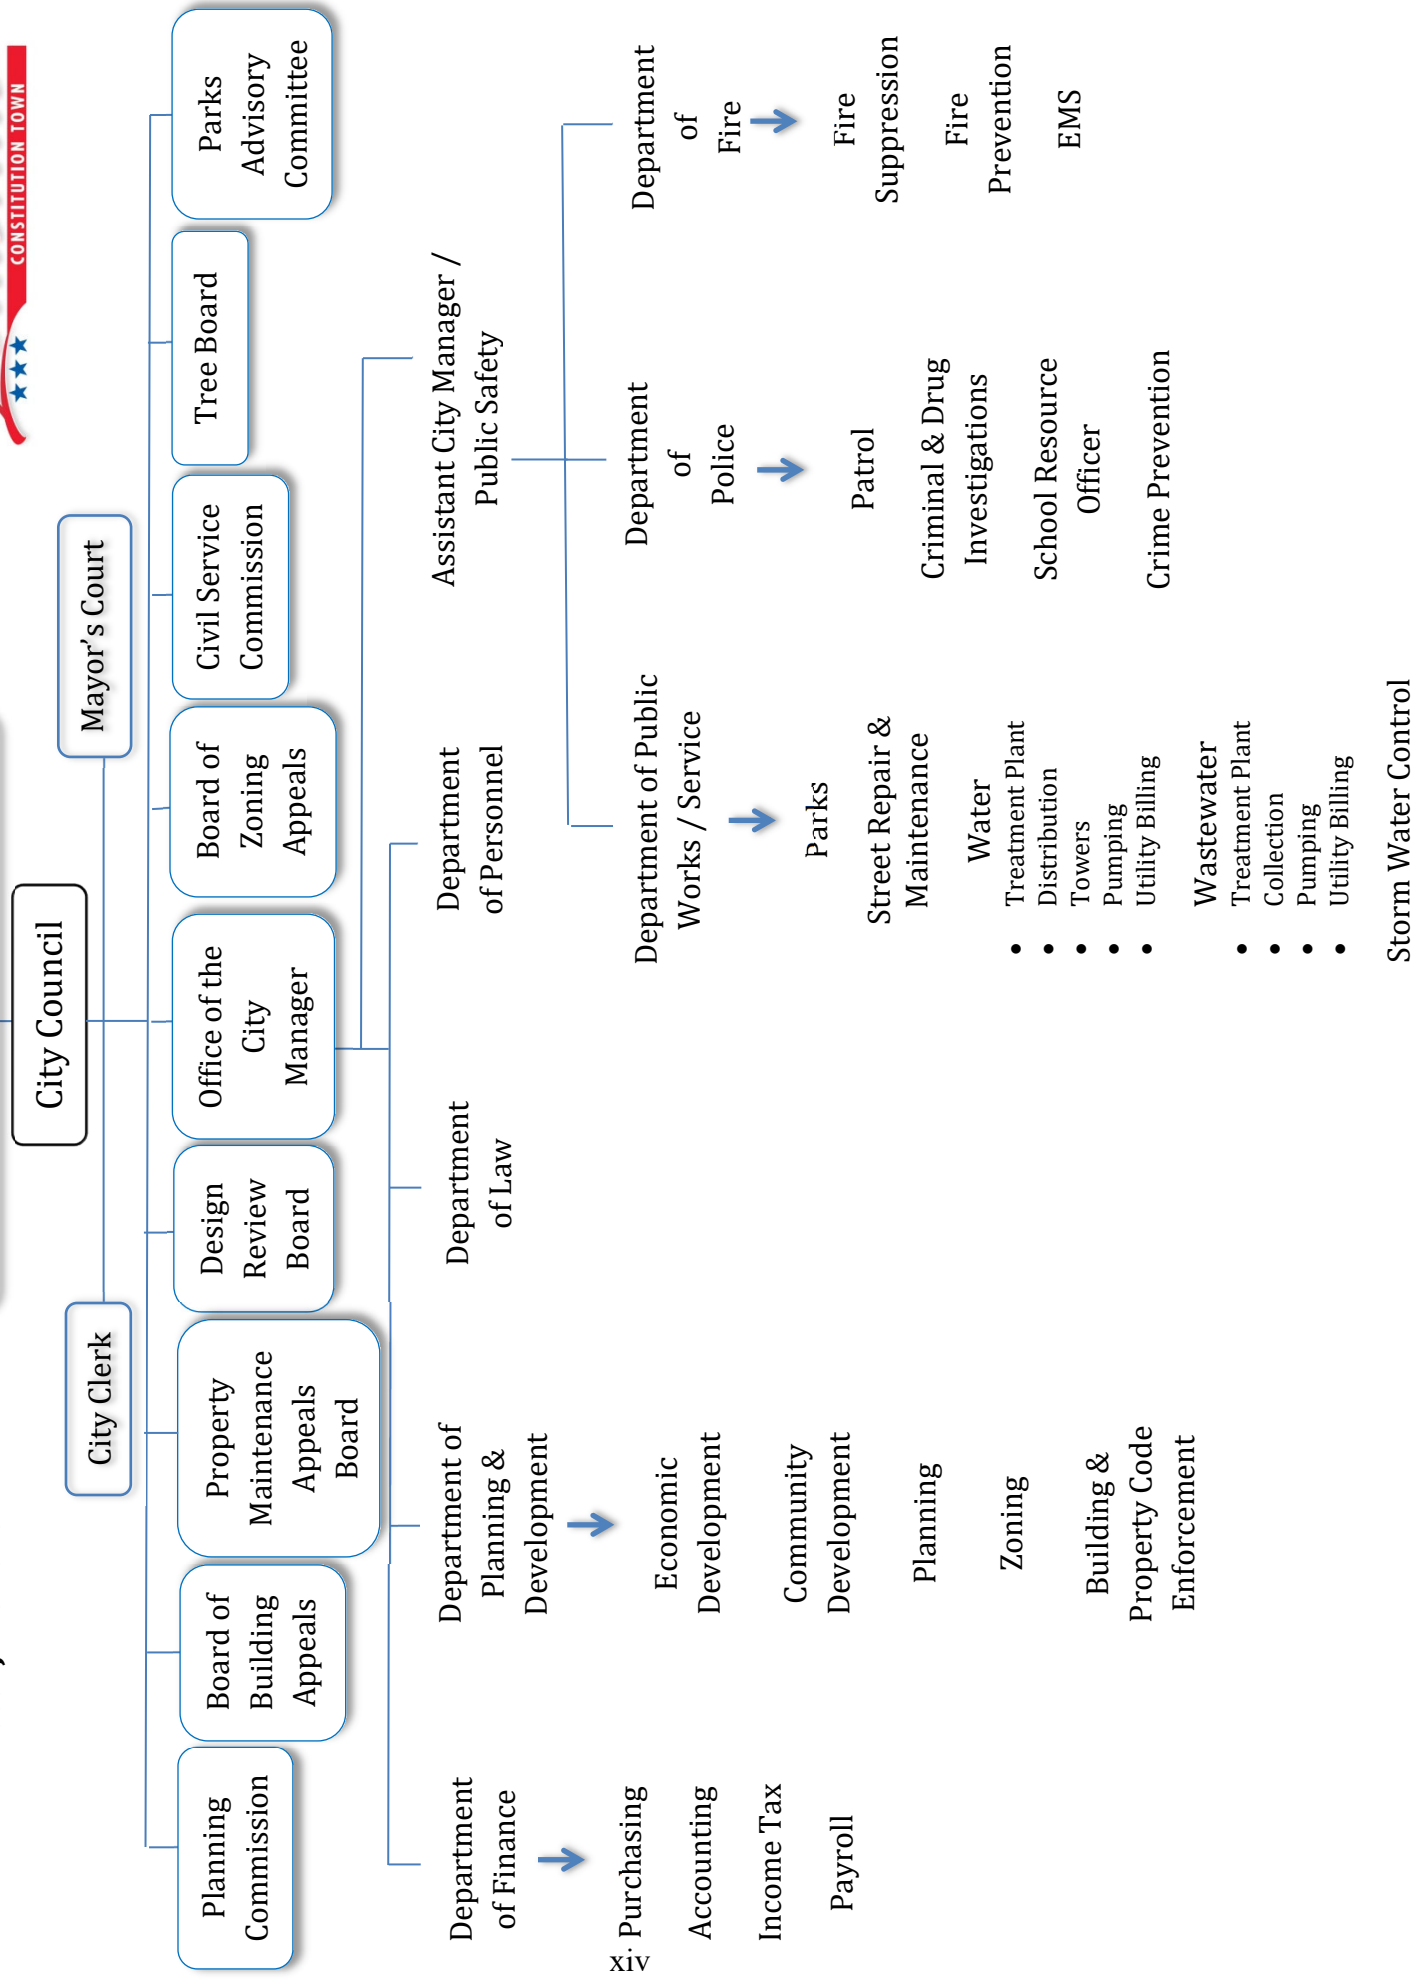 CONSTITUTION TOWN
City Council
City Clerk
Mayor's Court
Planning
Commission
Board of
Building
Appeals
Property
Maintenance
Appeals
Board
Design
Review
Board
Office of the
City
Manager
Board of
Zoning
Appeals
Civil Service
Commission
Tree Board
Parks
Advisory
Committee
Department
of Finance
Purchasing
Accounting
Income Tax
Payroll
Department of
Planning &
Development
Economic
Development
Community
Development
Planning
Zoning
Building &
Property Code
Enforcement
Department
of Law
Department
of Personnel
Assistant City Manager /
Public Safety
Department of Public
Works / Service
Parks
Street Repair &
Maintenance
Water
• Treatment Plant
• Distribution
• Towers
• Pumping
• Utility Billing
Wastewater
• Treatment Plant
• Collection
• Pumping
• Utility Billing
Storm Water Control
Department
of
Police
Patrol
Criminal & Drug
Investigations
School Resource
Officer
Crime Prevention
Department
of
Fire
Fire
Suppression
Fire
Prevention
EMS
xiv